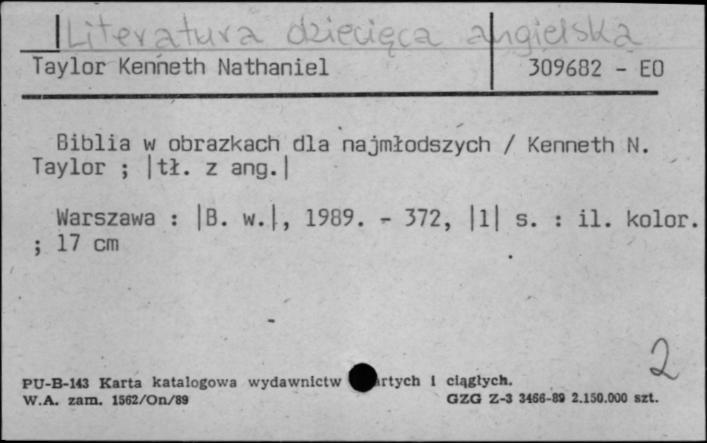 Literatura dziecięca angielska
Taylor Kenneth Nathaniel 309682 - EO
Biblia w obrazkach dla najmłodszych / Kenneth N.
Taylor ; |tł. z ang.|
Warszawa : |B. w.|, 1989. - 372, |1| s. : il. kolor.
; 17 cm
2
PU-B-143 Karta katalogowa wydawnictw rtych i ciągłych.
W.A. zam. 1562/On/89 GZG Z-3 3466-89 2.150.000 szt.